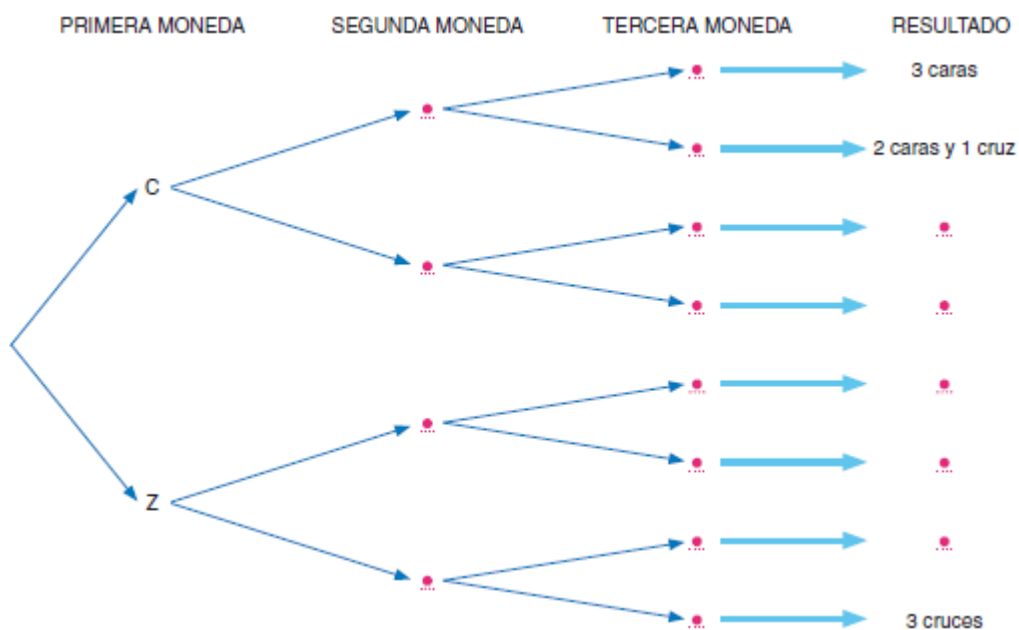 PRIMERA MONEDA SEGUNDA MONEDA TERCERA MONEDA RESULTADO
3 caras
2 caras y 1 cruz
C
Z
3 cruces